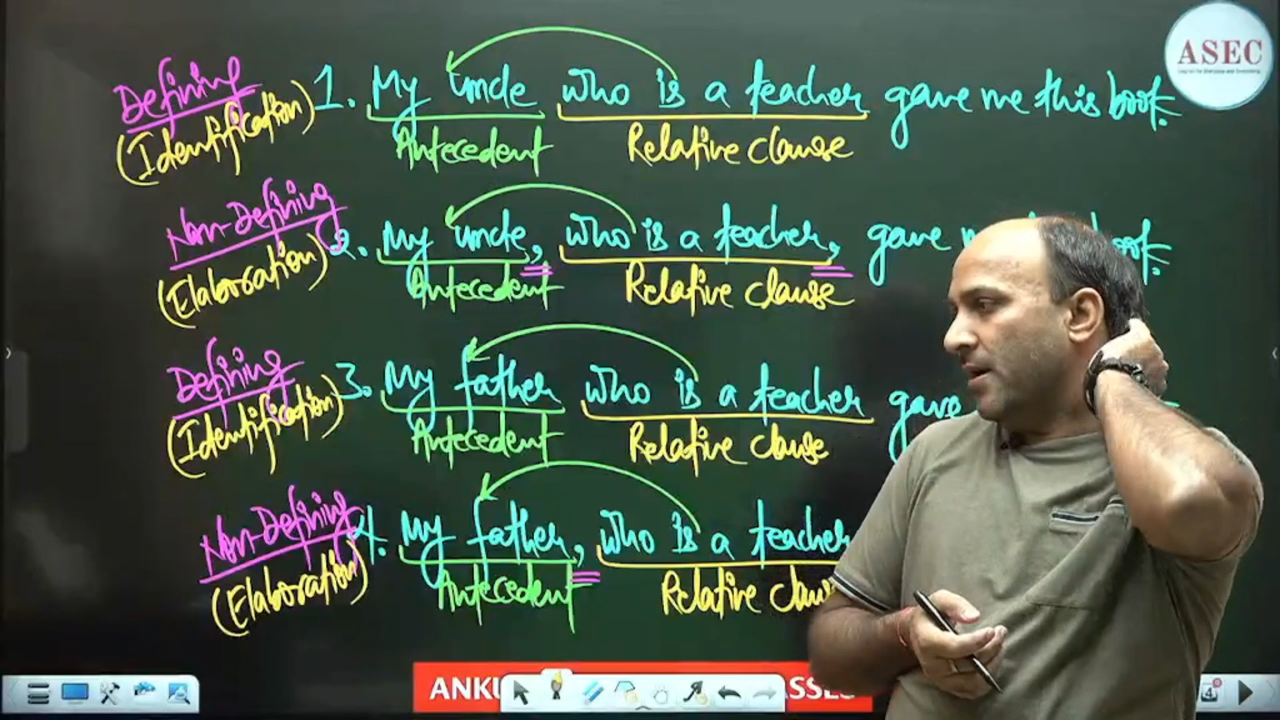 ASEC
Defining
(Identification)
1. My uncle who is a teacher gave me this book.
Antecedent Relative clause
Non-Defining
(Elaboration)
2. My uncle, who is a teacher, gave book.
Antecedent Relative clause
Defining
(Identification)
3. My father who is a teacher gave
Antecedent Relative clause
Non-Defining
(Elaboration)
4. My father, who is a teacher
Antecedent Relative